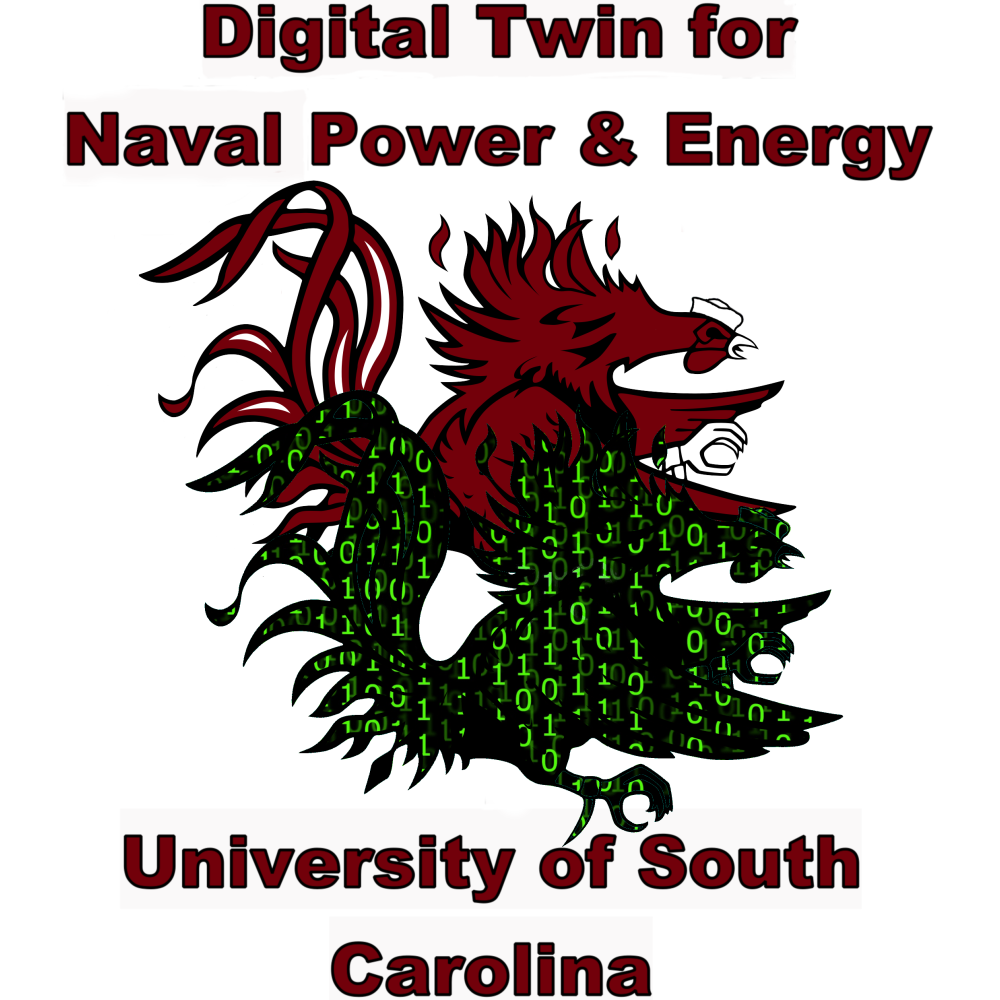 Digital Twin for
Naval Power & Energy
University of South
Carolina